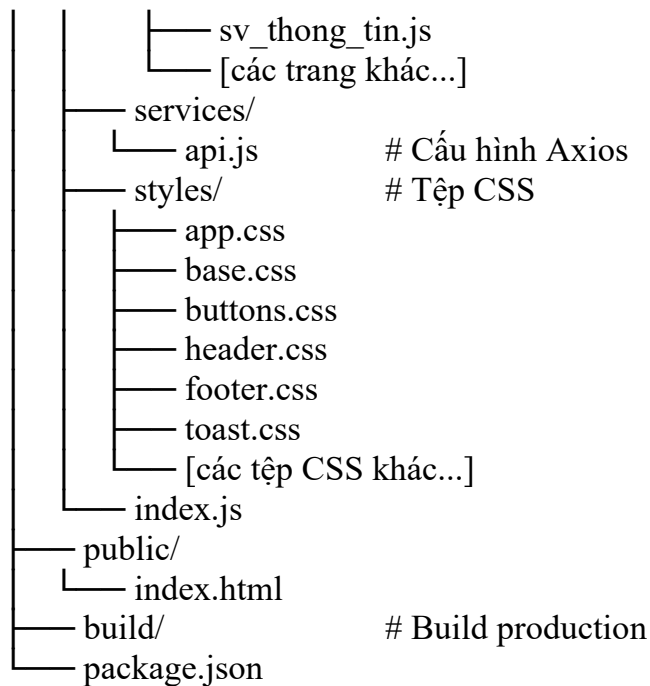 sv_thong_tin.js
[các trang khác...]
services/
api.js # Cấu hình Axios
styles/ # Tệp CSS
app.css
base.css
buttons.css
header.css
footer.css
toast.css
[các tệp CSS khác...]
index.js
public/
index.html
build/ # Build production
package.json